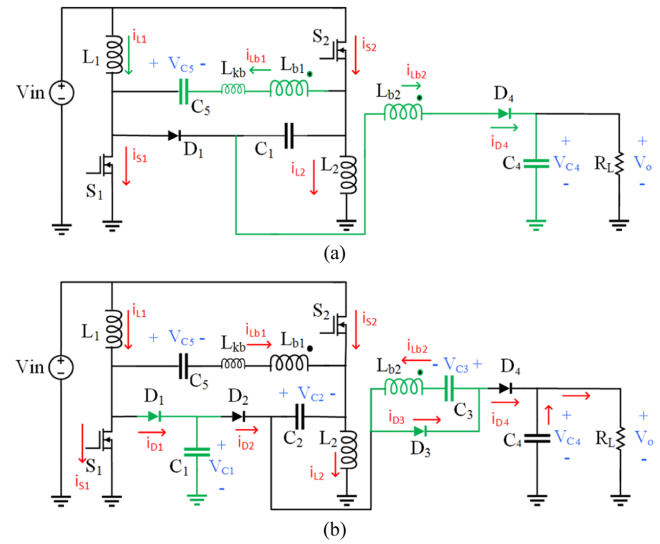 S2
iL1
iS2
L1
+ VC5 -
iLb1
Lkb
Lb1
iLb2
Vin
C5
Lb2
D4
iS1
D1
C1
iD4
+
VC4
-
+
Vo
-
C4
RL
L2
iL2
S1
(a)
iL1
S2
iS2
L1
+ VC5 -
iLb1
Lkb
Lb1
iLb2
- VC3 +
Vin
C5
Lb2
D4
D1
D2
+ VC2 -
C3
iD4
iD3
iD1
iD2
C2
L2
D3
C4
+
VC4
-
RL
+
Vo
-
S1
iS1
C1
+
VC1
-
iL2
(b)